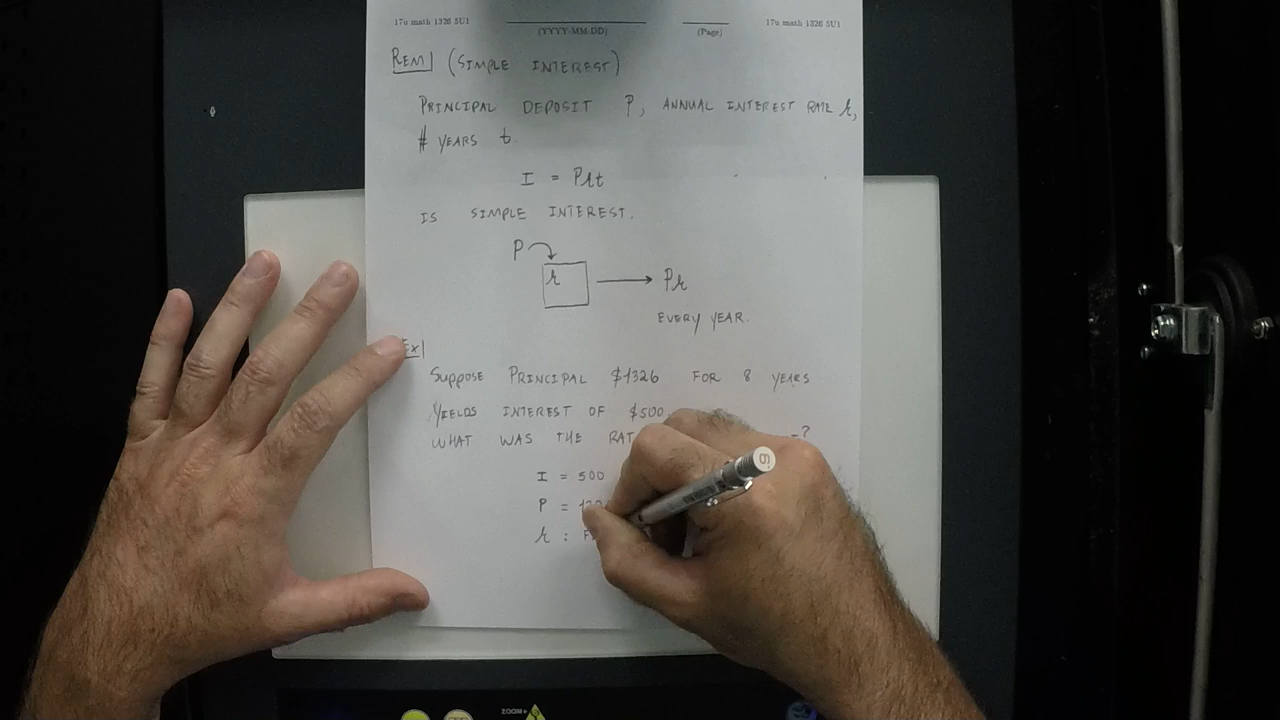 17u math 1326 5U1 17u math 1326 5U1
(YYYY-MM-DD) (Page)
REM (SIMPLE INTEREST)
PRINCIPAL DEPOSIT P, ANNUAL INTEREST RATE r,
# YEARS t.
I = Prt
IS SIMPLE INTEREST.
P
r
Pr
EVERY YEAR.
Ex
SUPPOSE PRINCIPAL $1326 FOR 8 YEARS
YIELDS INTEREST OF $500.
WHAT WAS THE ?
I = 500
P =
r :
ZOOM+